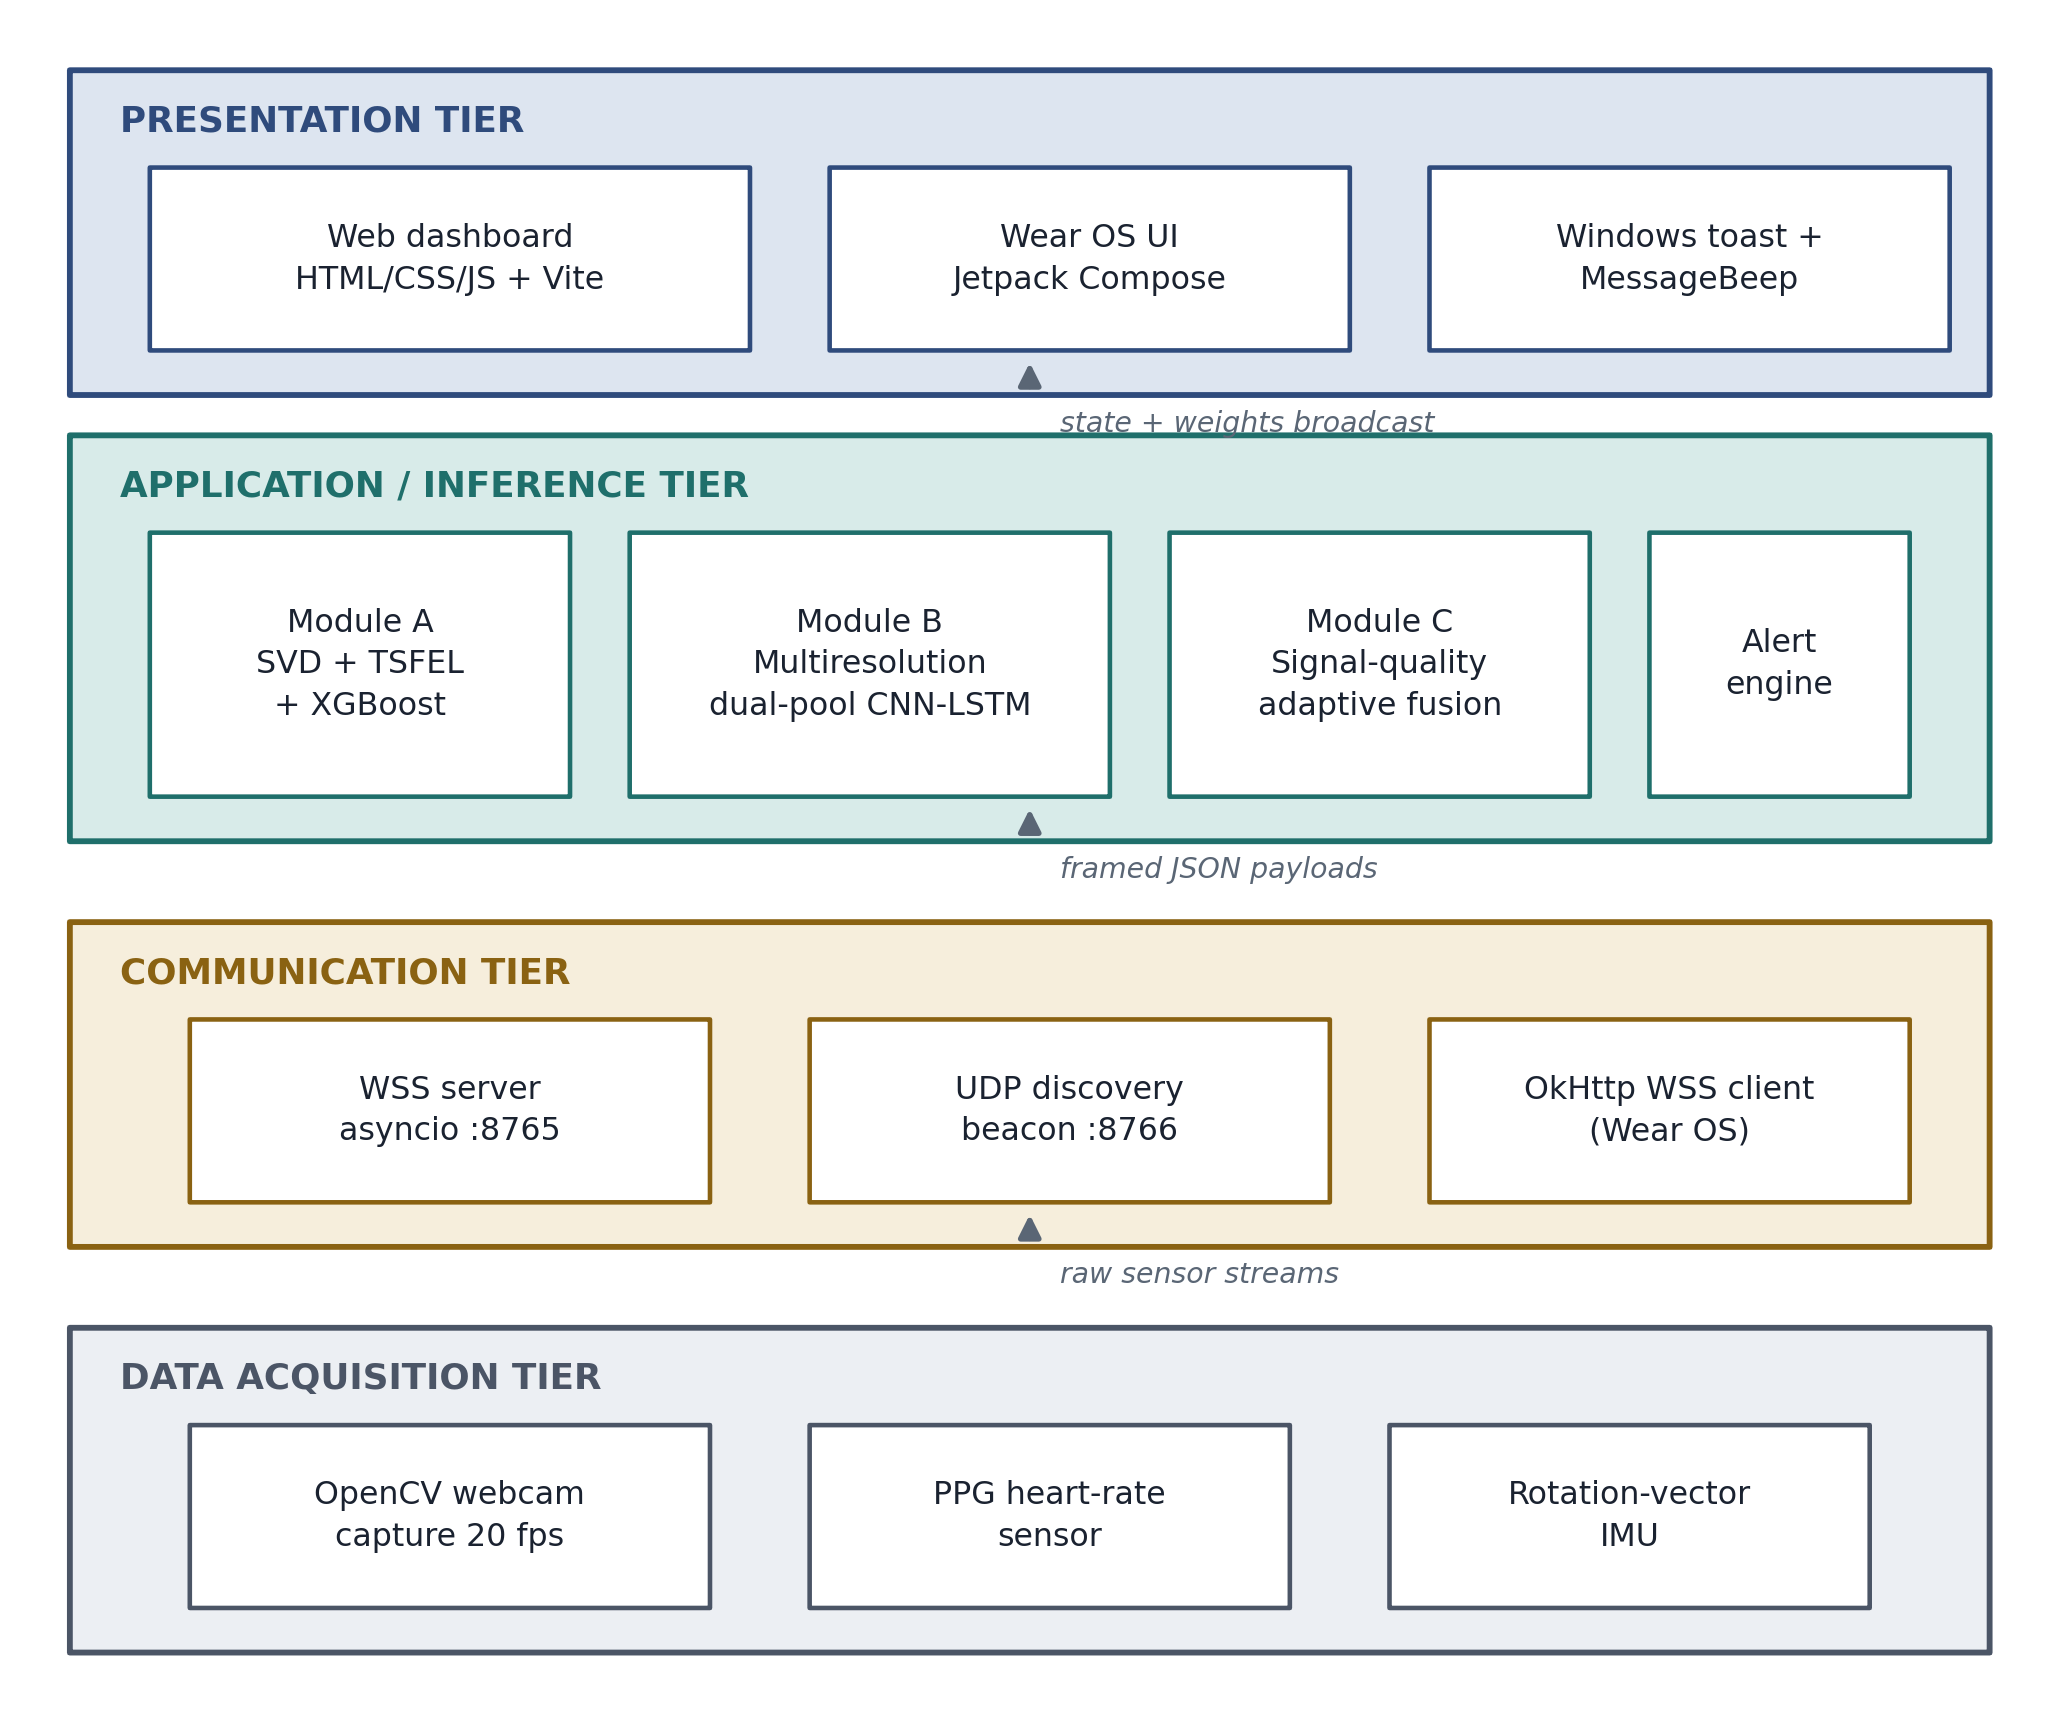 PRESENTATION TIER
Web dashboard
HTML/CSS/JS + Vite
Wear OS UI
Jetpack Compose
Windows toast +
MessageBeep
state + weights broadcast
APPLICATION / INFERENCE TIER
Module A
SVD + TSFEL
+ XGBoost
Module B
Multiresolution
dual-pool CNN-LSTM
Module C
Signal-quality
adaptive fusion
Alert
engine
framed JSON payloads
COMMUNICATION TIER
WSS server
asyncio :8765
UDP discovery
beacon :8766
OkHttp WSS client
(Wear OS)
raw sensor streams
DATA ACQUISITION TIER
OpenCV webcam
capture 20 fps
PPG heart-rate
sensor
Rotation-vector
IMU